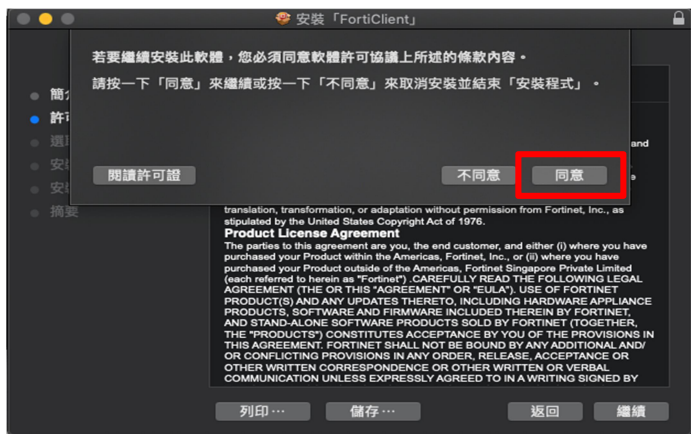 安裝「FortiClient」
若要繼續安裝此軟體，您必須同意軟體許可協議上所述的條款內容。
請按一下「同意」來繼續或按一下「不同意」來取消安裝並結束「安裝程式」。
閱讀許可證
不同意
同意
簡
許
選
安
安
摘要
and
translation, transformation, or adaptation without permission from Fortinet, Inc., as
stipulated by the United States Copyright Act of 1976.
Product License Agreement
The parties to this agreement are you, the end customer, and either (i) where you have
purchased your Product within the Americas, Fortinet, Inc., or (ii) where you have
purchased your Product outside of the Americas, Fortinet Singapore Private Limited
(each referred to herein as "Fortinet") .CAREFULLY READ THE FOLLOWING LEGAL
AGREEMENT (THE OR THIS "AGREEMENT" OR "EULA"). USE OF FORTINET
PRODUCT(S) AND ANY UPDATES THERETO, INCLUDING HARDWARE APPLIANCE
PRODUCTS, SOFTWARE AND FIRMWARE INCLUDED THEREIN BY FORTINET,
AND STAND-ALONE SOFTWARE PRODUCTS SOLD BY FORTINET (TOGETHER,
THE "PRODUCTS") CONSTITUTES ACCEPTANCE BY YOU OF THE PROVISIONS IN
THIS AGREEMENT. FORTINET SHALL NOT BE BOUND BY ANY ADDITIONAL AND/
OR CONFLICTING PROVISIONS IN ANY ORDER, RELEASE, ACCEPTANCE OR
OTHER WRITTEN CORRESPONDENCE OR OTHER WRITTEN OR VERBAL
COMMUNICATION UNLESS EXPRESSLY AGREED TO IN A WRITING SIGNED BY
列印⋯
儲存⋯
返回
繼續